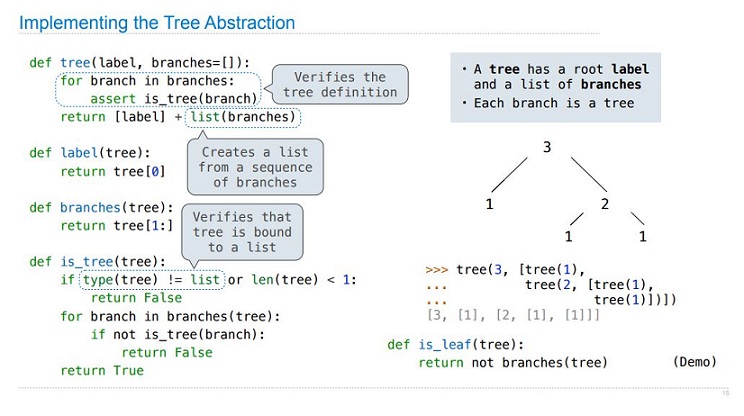 Implementing the Tree Abstraction
def tree(label, branches=[]):
    for branch in branches:
        assert is_tree(branch)
    return [label] + list(branches)
Verifies the
tree definition
def label(tree):
    return tree[0]
Creates a list
from a sequence
of branches
def branches(tree):
    return tree[1:]
Verifies that
tree is bound
to a list
def is_tree(tree):
    if type(tree) != list or len(tree) < 1:
        return False
    for branch in branches(tree):
        if not is_tree(branch):
            return False
    return True
• A tree has a root label
and a list of branches
• Each branch is a tree
3
1 2
1 1
>>> tree(3, [tree(1),
...          tree(2, [tree(1),
...                   tree(1)])])
[3, [1], [2, [1], [1]]]
def is_leaf(tree):
    return not branches(tree)
(Demo)
15